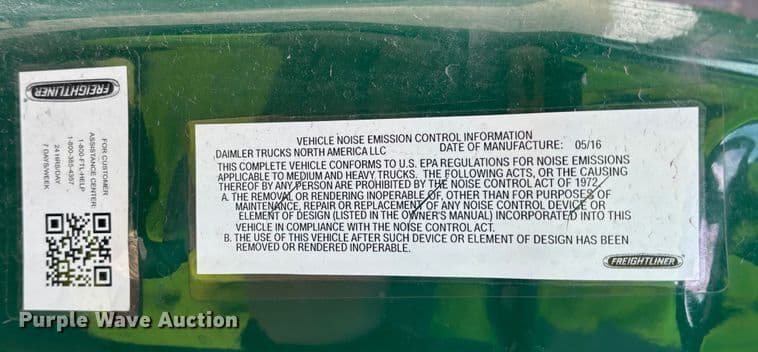 FREIGHTLINER
FOR CUSTOMER
ASSISTANCE CENTER:
1-800-FTL-HELP
1-800-385-4357
24 HRS/DAY
7 DAYS/WEEK
VEHICLE NOISE EMISSION CONTROL INFORMATION
DAIMLER TRUCKS NORTH AMERICA LLC DATE OF MANUFACTURE: 05/16
THIS COMPLETE VEHICLE CONFORMS TO U.S. EPA REGULATIONS FOR NOISE EMISSIONS
APPLICABLE TO MEDIUM AND HEAVY TRUCKS. THE FOLLOWING ACTS, OR THE CAUSING
THEREOF BY ANY PERSON ARE PROHIBITED BY THE NOISE CONTROL ACT OF 1972
A. THE REMOVAL OR RENDERING INOPERABLE OF, OTHER THAN FOR PURPOSES OF
MAINTENANCE, REPAIR OR REPLACEMENT OF ANY NOISE CONTROL DEVICE OR
ELEMENT OF DESIGN (LISTED IN THE OWNER'S MANUAL) INCORPORATED INTO THIS
VEHICLE IN COMPLIANCE WITH THE NOISE CONTROL ACT.
B. THE USE OF THIS VEHICLE AFTER SUCH DEVICE OR ELEMENT OF DESIGN HAS BEEN
REMOVED OR RENDERED INOPERABLE.
FREIGHTLINER
Purple Wave Auction